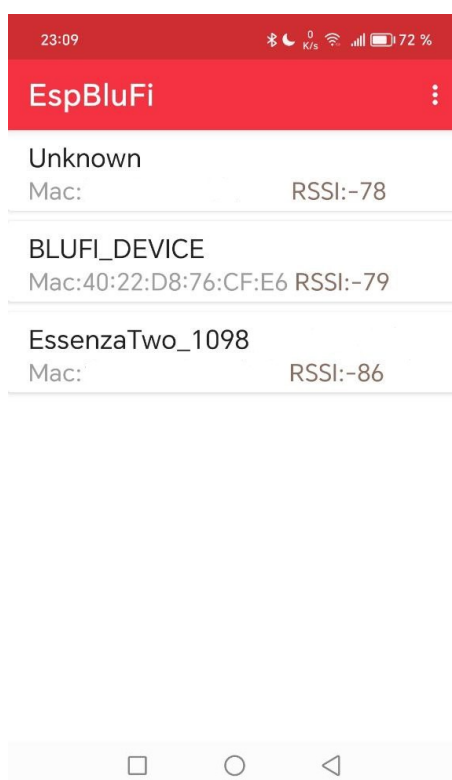 23:09 0 K/s 72 %
EspBluFi
Unknown
Mac: RSSI:-78
BLUFI_DEVICE
Mac:40:22:D8:76:CF:E6 RSSI:-79
EssenzaTwo_1098
Mac: RSSI:-86